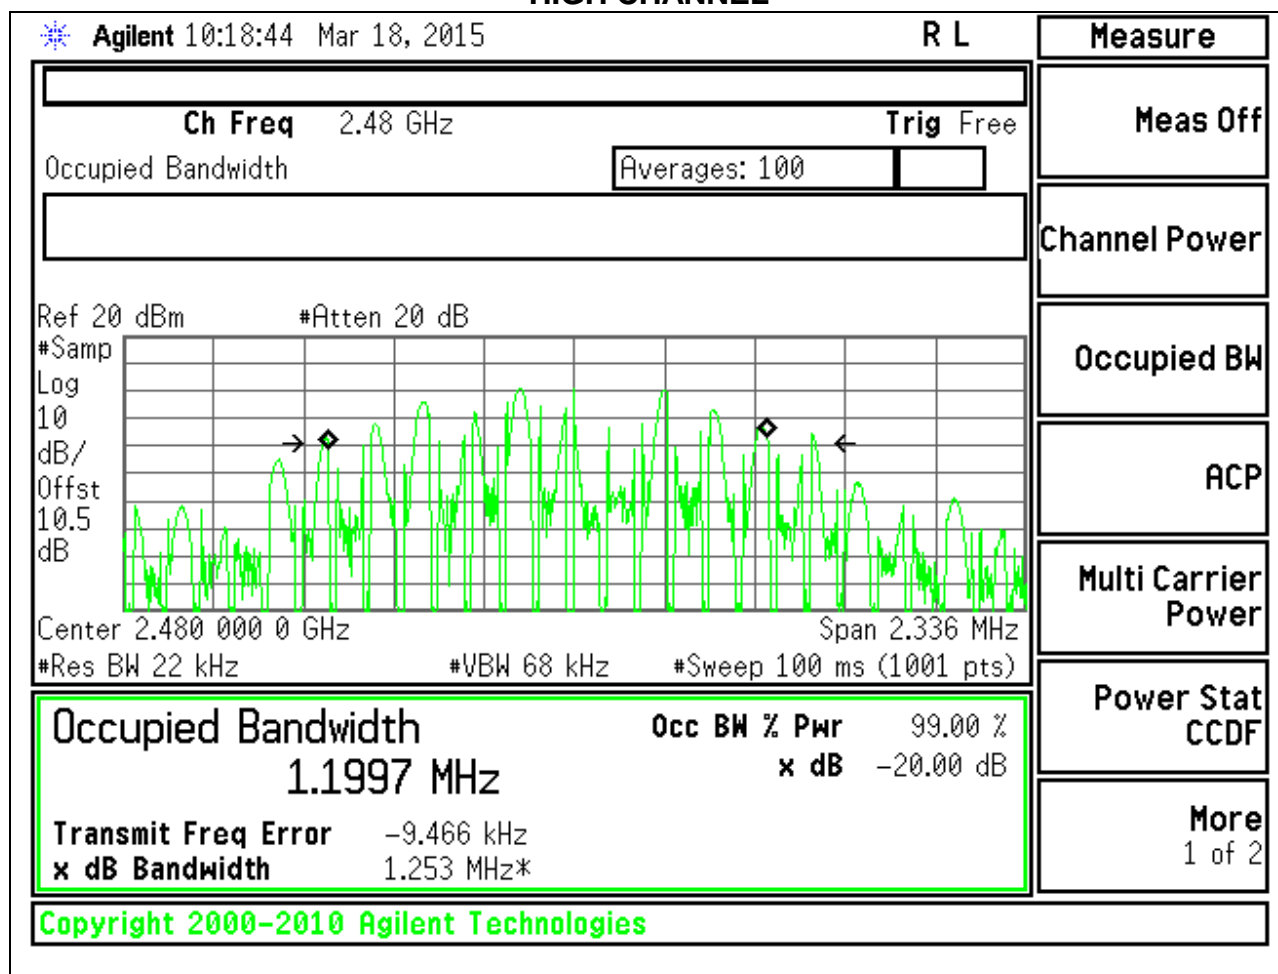 HIGH CHANNEL
Agilent 10:18:44 Mar 18, 2015 R L
Measure
Ch Freq 2.48 GHz Trig Free
Occupied Bandwidth Averages: 100
Ref 20 dBm #Atten 20 dB
#Samp
Log
10
dB/
Offst
10.5
dB
Center 2.480 000 0 GHz Span 2.336 MHz
#Res BW 22 kHz #VBW 68 kHz #Sweep 100 ms (1001 pts)
Occupied Bandwidth Occ BW % Pwr 99.00 %
1.1997 MHz x dB -20.00 dB
Transmit Freq Error -9.466 kHz
x dB Bandwidth 1.253 MHz*
Copyright 2000-2010 Agilent Technologies
Meas Off
Channel Power
Occupied BW
ACP
Multi Carrier
Power
Power Stat
CCDF
More
1 of 2